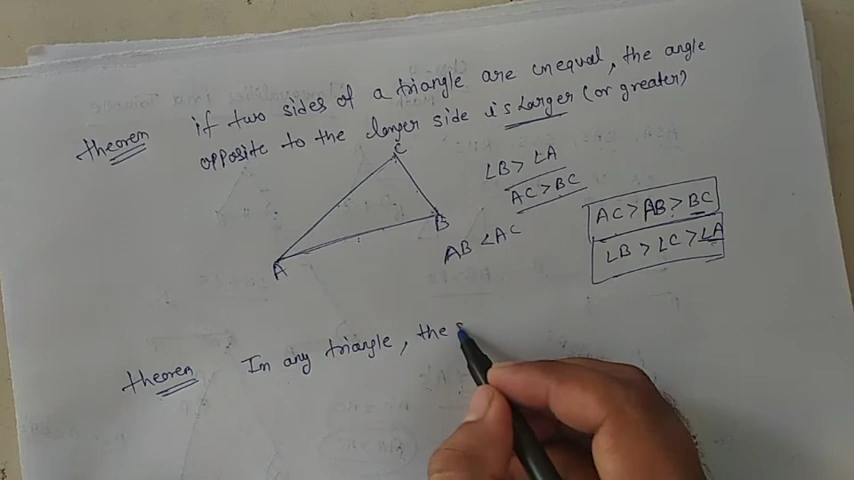 theorem if two sides of a triangle are unequal, the angle
opposite to the longer side is Larger (or greater)
C
∠B > ∠A
AC > BC
AC > AB > BC
B
AB < AC
∠B > ∠C > ∠A
A
theorem In any triangle, the s